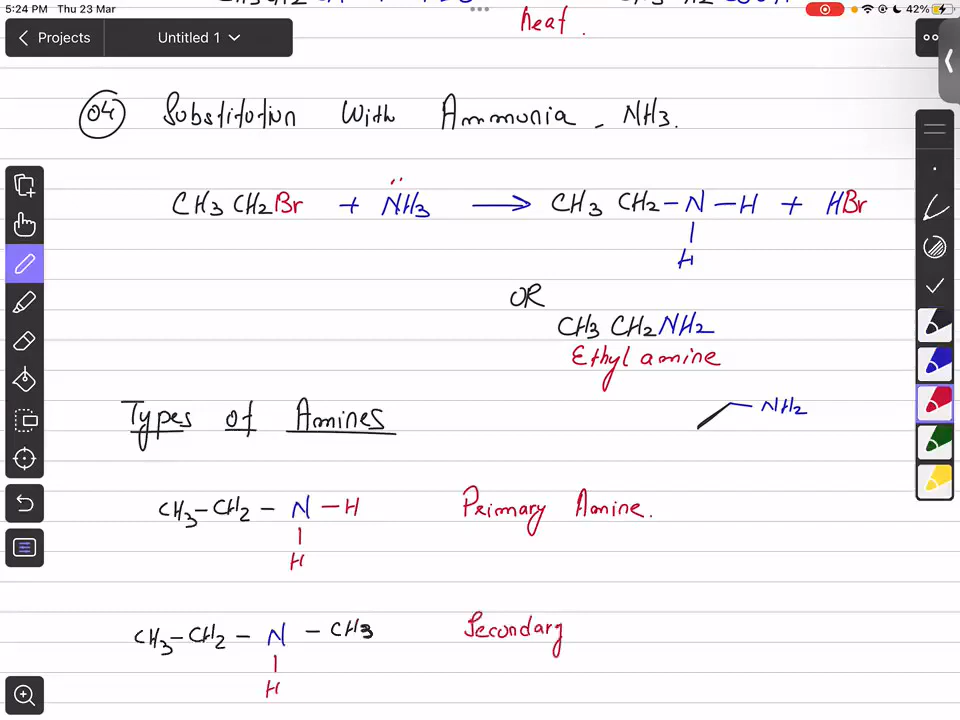 5:24 PM Thu 23 Mar
42%
Projects
Untitled 1
heat.
04 Substitution With Ammonia - NH3.
CH3 CH2Br + N̈H3 ⟶ CH3 CH2-N-H + HBr
|
H
OR
CH3 CH2NH2
Ethyl amine
NH2
Types of Amines
CH3-CH2-N-H Primary Amine.
|
H
CH3-CH2-N-CH3 Secondary
|
H